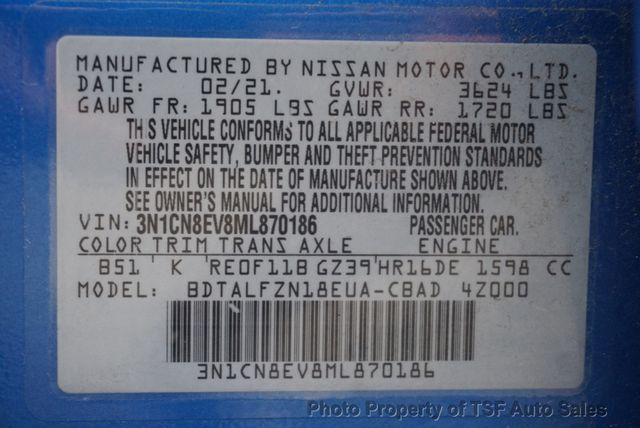 MANUFACTURED BY NISSAN MOTOR CO.,LTD.
DATE: 02/21. GVWR: 3624 LBS
GAWR FR: 1905 LBS GAWR RR: 1720 LBS
TH S VEHICLE CONFORMS TO ALL APPLICABLE FEDERAL MOTOR
VEHICLE SAFETY, BUMPER AND THEFT PREVENTION STANDARDS
IN EFFECT ON THE DATE OF MANUFACTURE SHOWN ABOVE.
SEE OWNER'S MANUAL FOR ADDITIONAL INFORMATION.
VIN: 3N1CN8EV8ML870186 PASSENGER CAR.
COLOR TRIM TRANS AXLE ENGINE
B51 K RE0F11B GZ39 HR16DE 1598 CC
MODEL: BDTALFZN18EUA-CBAD 4Z000
3N1CN8EV8ML870186
Photo Property of TSF Auto Sales